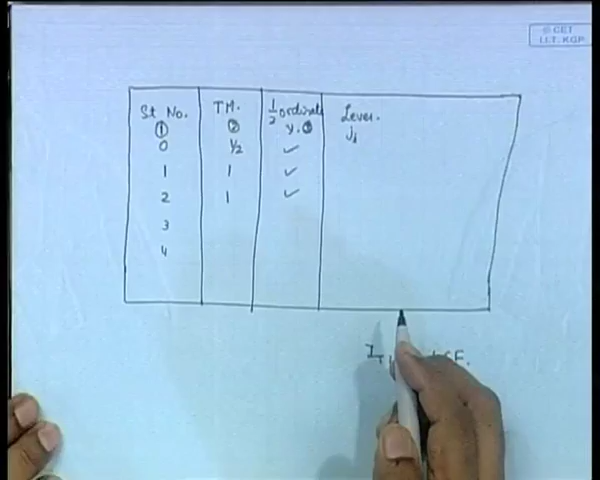 © CET
I.I.T. KGP
St No. TM. 1/2 ordinate Lever.
① ② y.③ j
0 1/2 ✓
1 1 ✓
2 1 ✓
3
4